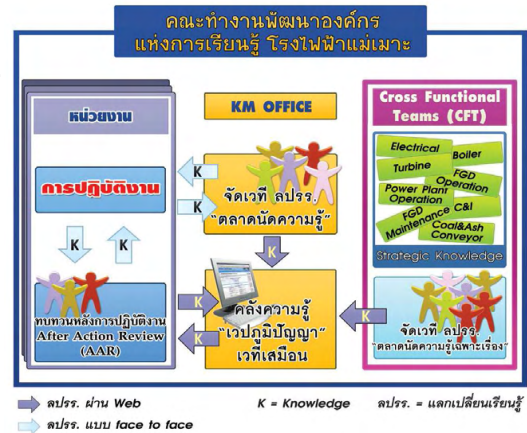 คณะทำงานพัฒนาองค์กร
แห่งการเรียนรู้ โรงไฟฟ้าแม่เมาะ
หน่วยงาน
การปฏิบัติงาน
K
K
ทบทวนหลังการปฏิบัติงาน
After Action Review
(AAR)
KM OFFICE
K
K
จัดเวที ลปรร.
"ตลาดนัดความรู้"
K
K
K
คลังความรู้
"เวปภูมิปัญญา"
เวทีเสมือน
Cross Functional
Teams (CFT)
Electrical
Boiler
Turbine
FGD
Operation
Power Plant
Operation
FGD
Maintenance
C&I
Coal&Ash
Conveyor
Strategic Knowledge
K
จัดเวที ลปรร.
"ตลาดนัดความรู้เฉพาะเรื่อง"
ลปรร. ผ่าน Web
K = Knowledge
ลปรร. = แลกเปลี่ยนเรียนรู้
ลปรร. แบบ face to face